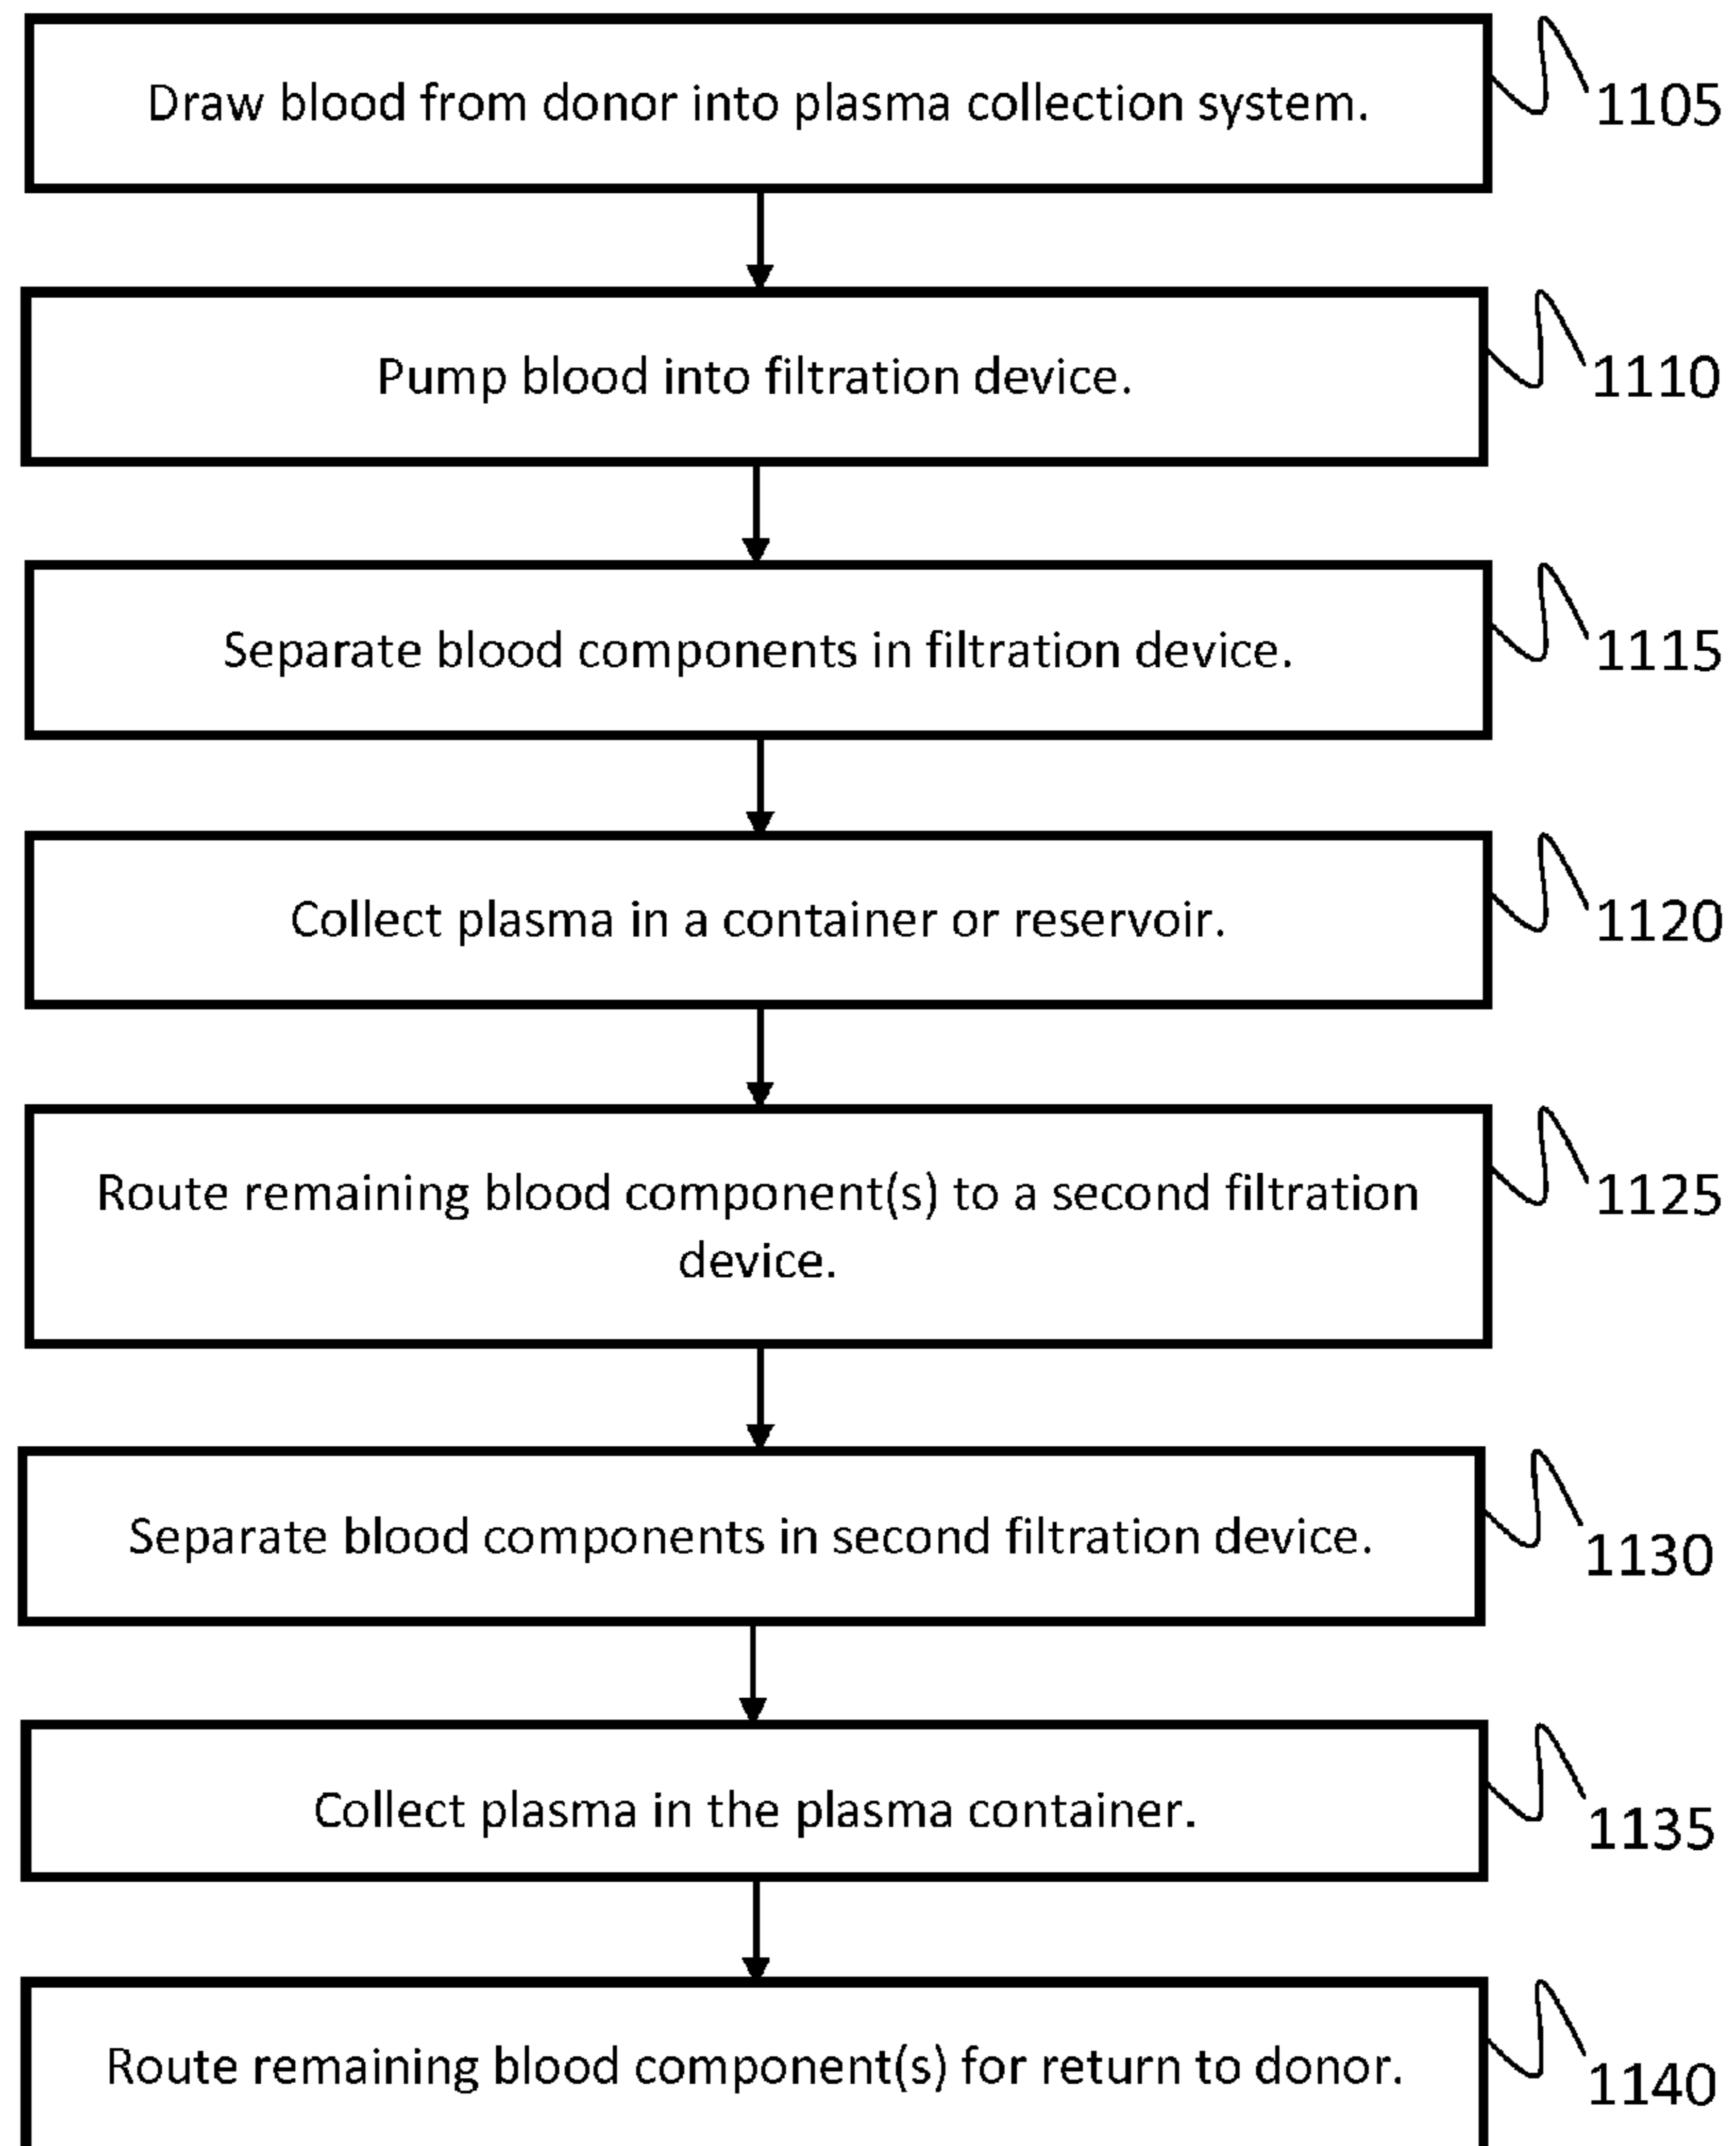 Draw blood from donor into plasma collection system.
1105
Pump blood into filtration device.
1110
Separate blood components in filtration device.
1115
Collect plasma in a container or reservoir.
1120
Route remaining blood component(s) to a second filtration
device.
1125
Separate blood components in second filtration device.
1130
Collect plasma in the plasma container.
1135
Route remaining blood component(s) for return to donor.
1140